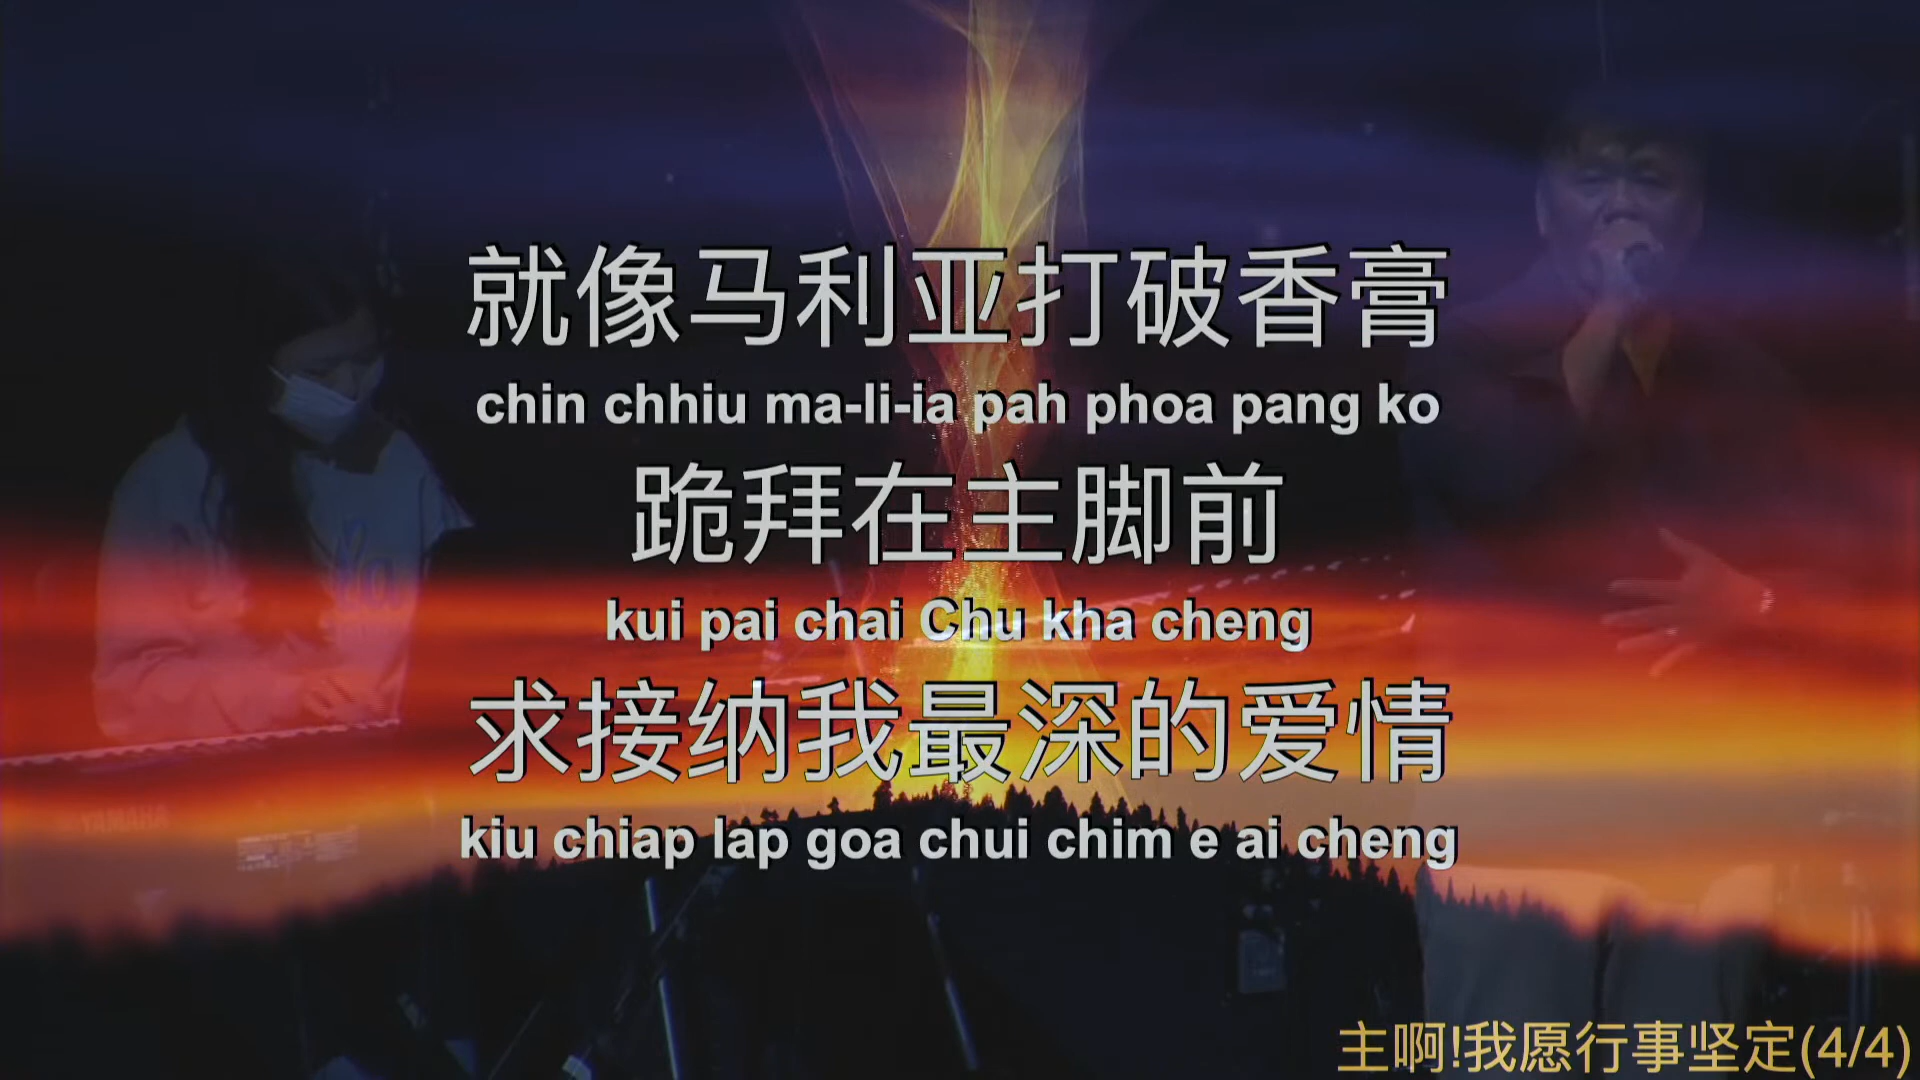 就像马利亚打破香膏
chin chhiu ma-li-ia pah phoa pang ko
跪拜在主脚前
kui pai chai Chu kha cheng
求接纳我最深的爱情
kiu chiap lap goa chui chim e ai cheng
YAMAHA
主啊!我愿行事坚定(4/4)